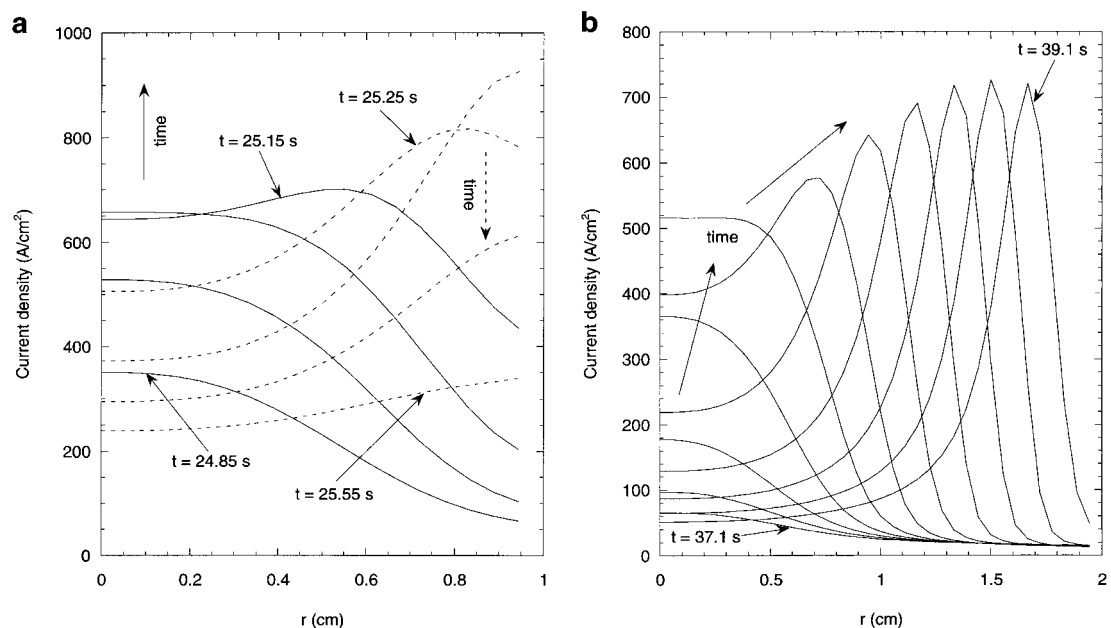 a
1000
800
600
400
200
0
0
0.2
0.4
0.6
0.8
1
Current density (A/cm²)
r (cm)
time
t = 25.25 s
t = 25.15 s
time
t = 24.85 s
t = 25.55 s
b
800
700
600
500
400
300
200
100
0
0
0.5
1
1.5
2
Current density (A/cm²)
r (cm)
t = 39.1 s
time
t = 37.1 s